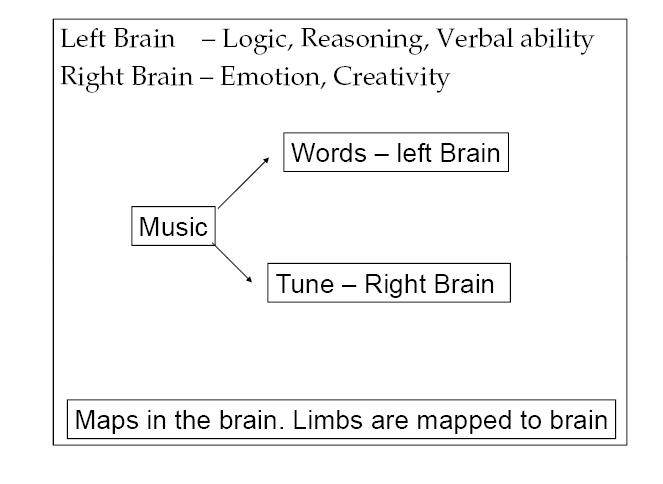 Left Brain – Logic, Reasoning, Verbal ability
Right Brain – Emotion, Creativity
Words – left Brain
Music
Tune – Right Brain
Maps in the brain. Limbs are mapped to brain